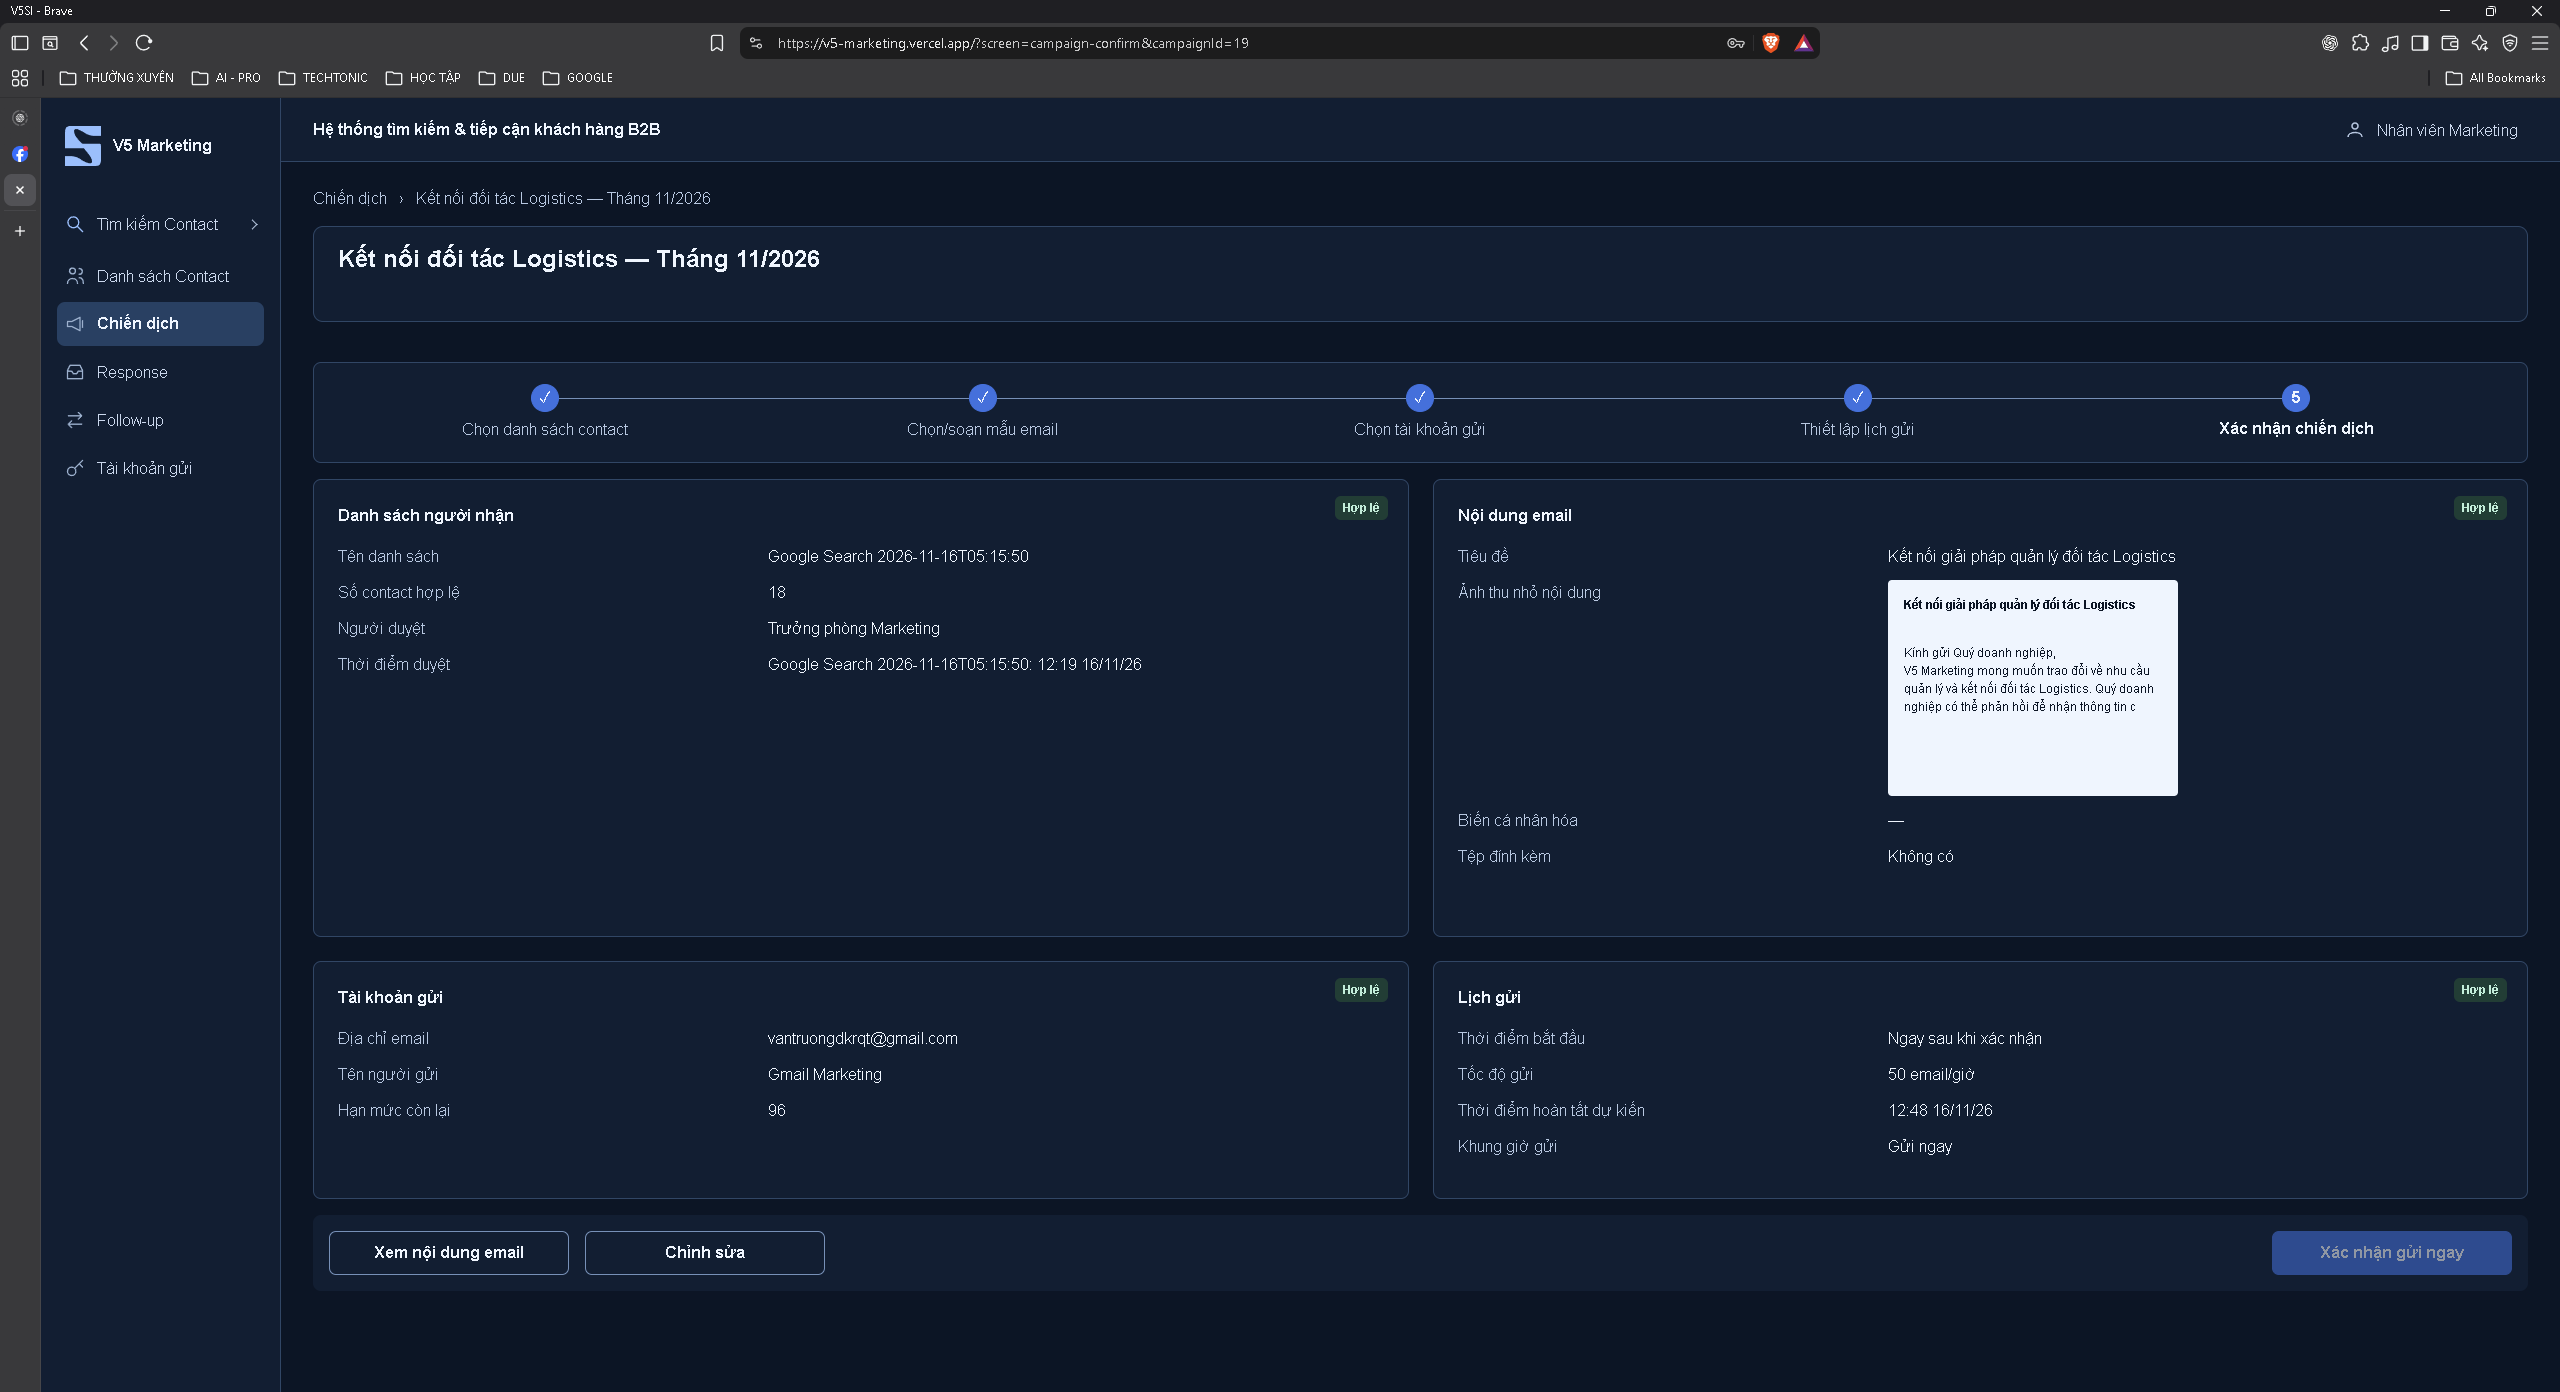 V5SI - Brave
https://v5-marketing.vercel.app/?screen=campaign-confirm&campaignId=19
THƯỜNG XUYÊN
AI - PRO
TECHTONIC
HỌC TẬP
DUE
GOOGLE
All Bookmarks
V5 Marketing
Hệ thống tìm kiếm & tiếp cận khách hàng B2B
Nhân viên Marketing
Tìm kiếm Contact
Danh sách Contact
Chiến dịch
Response
Follow-up
Tài khoản gửi
Chiến dịch › Kết nối đối tác Logistics — Tháng 11/2026
Kết nối đối tác Logistics — Tháng 11/2026
Chọn danh sách contact
Chọn/soạn mẫu email
Chọn tài khoản gửi
Thiết lập lịch gửi
5
Xác nhận chiến dịch
Danh sách người nhận
Hợp lệ
Tên danh sách
Google Search 2026-11-16T05:15:50
Số contact hợp lệ
18
Người duyệt
Trưởng phòng Marketing
Thời điểm duyệt
Google Search 2026-11-16T05:15:50: 12:19 16/11/26
Nội dung email
Hợp lệ
Tiêu đề
Kết nối giải pháp quản lý đối tác Logistics
Ảnh thu nhỏ nội dung
Kết nối giải pháp quản lý đối tác Logistics
Kính gửi Quý doanh nghiệp,
V5 Marketing mong muốn trao đổi về nhu cầu
quản lý và kết nối đối tác Logistics. Quý doanh
nghiệp có thể phản hồi để nhận thông tin c
Biến cá nhân hóa
—
Tệp đính kèm
Không có
Tài khoản gửi
Hợp lệ
Địa chỉ email
vantruongdkrqt@gmail.com
Tên người gửi
Gmail Marketing
Hạn mức còn lại
96
Lịch gửi
Hợp lệ
Thời điểm bắt đầu
Ngay sau khi xác nhận
Tốc độ gửi
50 email/giờ
Thời điểm hoàn tất dự kiến
12:48 16/11/26
Khung giờ gửi
Gửi ngay
Xem nội dung email
Chỉnh sửa
Xác nhận gửi ngay